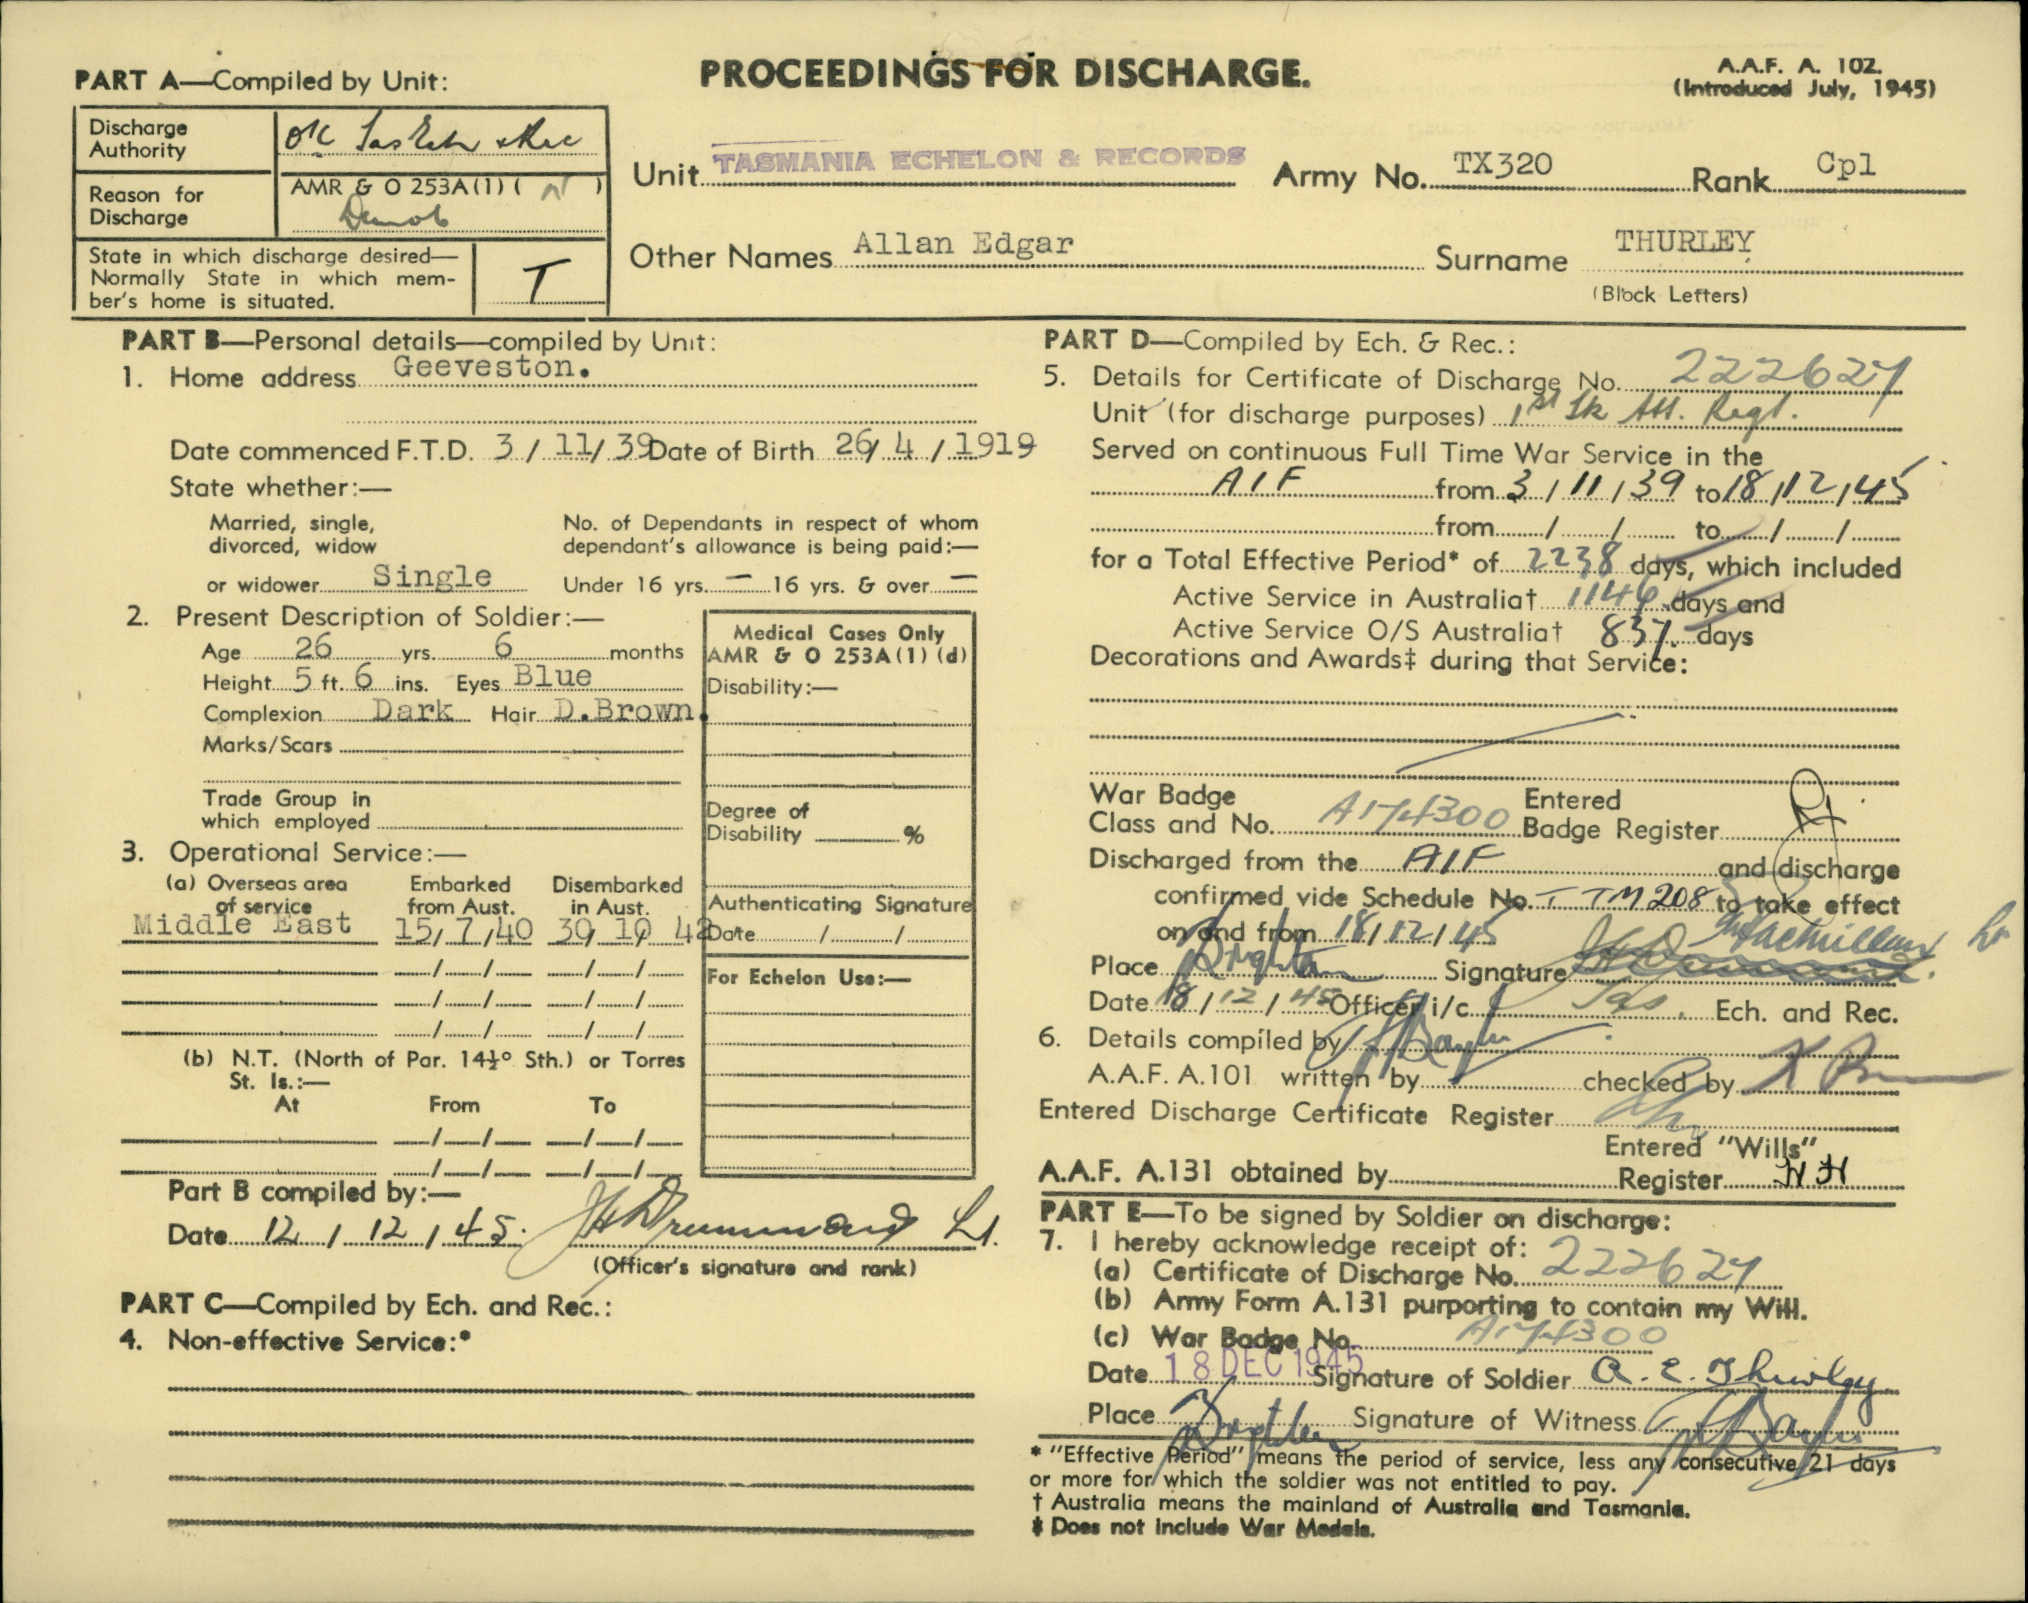 PART A—Compiled by Unit:
PROCEEDINGS FOR DISCHARGE.
A.A.F. A. 102.
(Introduced July, 1945)
Discharge Authority OIC Tas Ech & Rec
Reason for Discharge AMR & O 253A(1) ( )
Demob
State in which discharge desired—
Normally State in which mem-
ber's home is situated. T
Unit TASMANIA ECHELON & RECORDS Army No. TX320 Rank Cpl
Other Names Allan Edgar Surname THURLEY
(Block Letters)
PART B—Personal details—compiled by Unit:
1. Home address Geeveston.
Date commenced F.T.D. 3/11/39 Date of Birth 26/4/1919
State whether:—
Married, single,
divorced, widow
or widower Single
No. of Dependants in respect of whom
dependant's allowance is being paid:—
Under 16 yrs. — 16 yrs. & over —
2. Present Description of Soldier:—
Age 26 yrs. 6 months
Height 5 ft. 6 ins. Eyes Blue
Complexion Dark Hair D.Brown.
Marks/Scars
Trade Group in
which employed
Medical Cases Only
AMR & O 253A(1)(d)
Disability:—
Degree of
Disability %
Authenticating Signature
Date / /
For Echelon Use:—
3. Operational Service:—
(a) Overseas area of service Embarked from Aust. Disembarked in Aust.
Middle East 15/7/40 30/10/42
(b) N.T. (North of Par. 14½° Sth.) or Torres
St. Is.:—
At From To
Part B compiled by:—
Date 12/12/45. JH Drummond Lt.
(Officer's signature and rank)
PART C—Compiled by Ech. and Rec.:
4. Non-effective Service:*
PART D—Compiled by Ech. & Rec.:
5. Details for Certificate of Discharge No. 222627
Unit (for discharge purposes) 1st Tk Att. Regt.
Served on continuous Full Time War Service in the
AIF from 3/11/39 to 18/12/45
from / / to / /
for a Total Effective Period* of 2238 days, which included
Active Service in Australia† 1146 days and
Active Service O/S Australia† 837 days
Decorations and Awards‡ during that Service:
War Badge
Class and No. A174300 Entered
Badge Register
Discharged from the AIF and discharge
confirmed vide Schedule No. TTM208 to take effect
on and from 18/12/45
Place Brighton Signature Macmillan Lt
Date 18/12/45 Officer i/c Tas. Ech. and Rec.
6. Details compiled by
A.A.F. A.101 written by checked by
Entered Discharge Certificate Register
Entered "Wills"
A.A.F. A.131 obtained by Register HH
PART E—To be signed by Soldier on discharge:
7. I hereby acknowledge receipt of:
(a) Certificate of Discharge No. 222627
(b) Army Form A.131 purporting to contain my Will.
(c) War Badge No. A174300
Date 18 DEC 1945 Signature of Soldier A. E. Thurley
Place Brighton Signature of Witness
* "Effective Period" means the period of service, less any consecutive 21 days
or more for which the soldier was not entitled to pay.
† Australia means the mainland of Australia and Tasmania.
‡ Does not include War Medals.